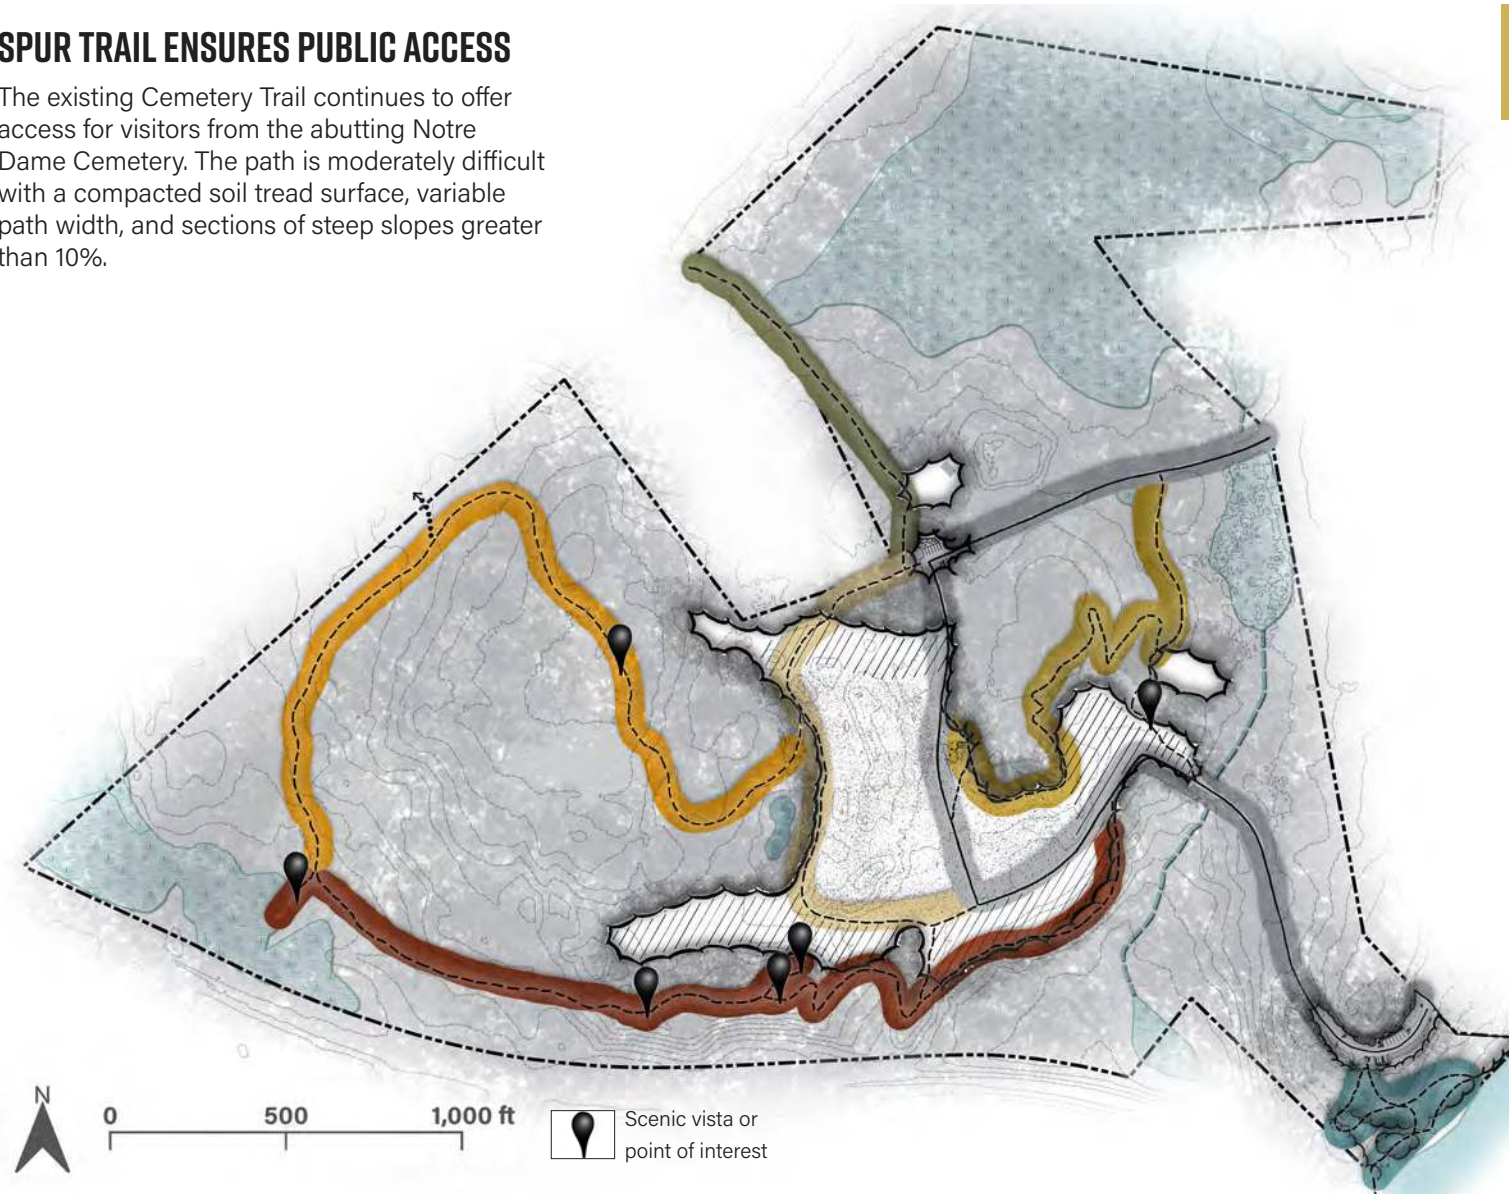 SPUR TRAIL ENSURES PUBLIC ACCESS
The existing Cemetery Trail continues to offer
access for visitors from the abutting Notre
Dame Cemetery. The path is moderately difficult
with a compacted soil tread surface, variable
path width, and sections of steep slopes greater
than 10%.
N
0 500 1,000 ft
Scenic vista or
point of interest